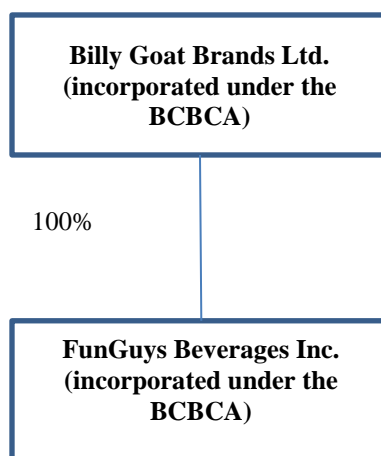 Billy Goat Brands Ltd.
(incorporated under the
BCBCA)
100%
FunGuys Beverages Inc.
(incorporated under the
BCBCA)